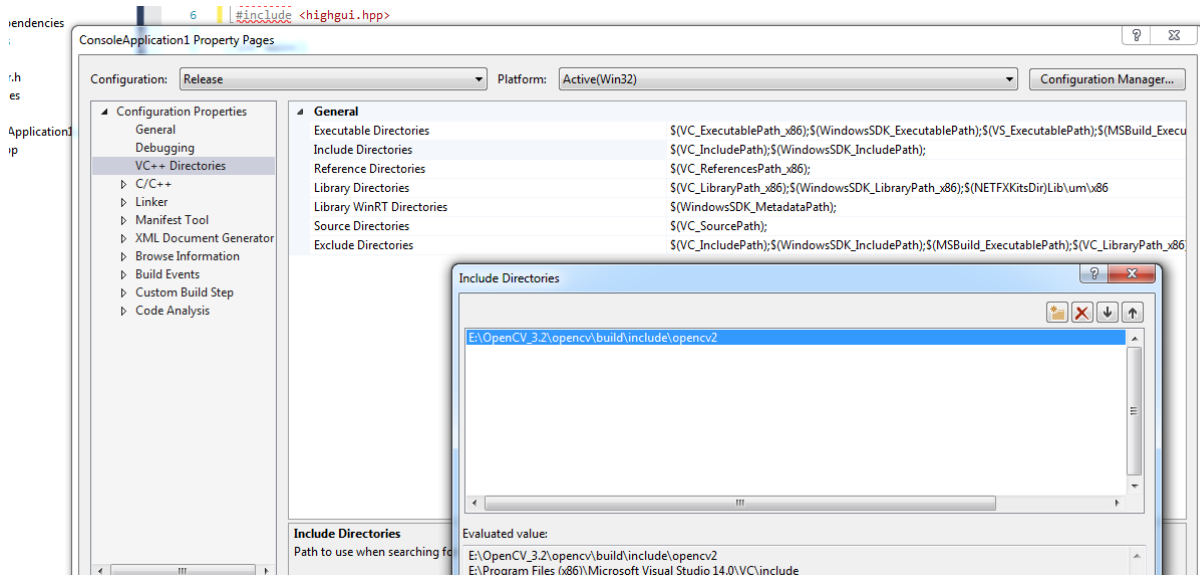 6 #include <highgui.hpp>
pendencies
ConsoleApplication1 Property Pages
Configuration: Release Platform: Active(Win32) Configuration Manager...
r.h
es
Application1
pp
Configuration Properties
General
Debugging
VC++ Directories
C/C++
Linker
Manifest Tool
XML Document Generator
Browse Information
Build Events
Custom Build Step
Code Analysis
General
Executable Directories $(VC_ExecutablePath_x86);$(WindowsSDK_ExecutablePath);$(VS_ExecutablePath);$(MSBuild_Execu
Include Directories $(VC_IncludePath);$(WindowsSDK_IncludePath);
Reference Directories $(VC_ReferencesPath_x86);
Library Directories $(VC_LibraryPath_x86);$(WindowsSDK_LibraryPath_x86);$(NETFXKitsDir)Lib\um\x86
Library WinRT Directories $(WindowsSDK_MetadataPath);
Source Directories $(VC_SourcePath);
Exclude Directories $(VC_IncludePath);$(WindowsSDK_IncludePath);$(MSBuild_ExecutablePath);$(VC_LibraryPath_x86
Include Directories
E:\OpenCV_3.2\opencv\build\include\opencv2
Evaluated value:
E:\OpenCV_3.2\opencv\build\include\opencv2
E:\Program Files (x86)\Microsoft Visual Studio 14.0\VC\include
Include Directories
Path to use when searching fo